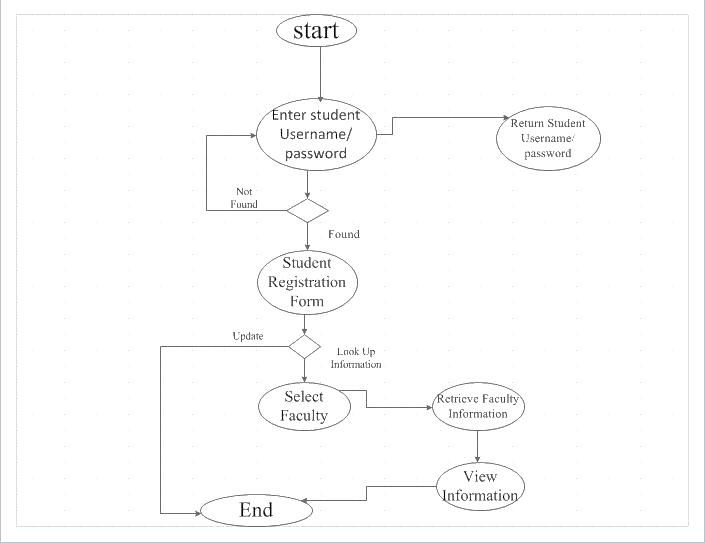 start
Enter student
Username/
password
Return Student
Username/
password
Not
Found
Found
Student
Registration
Form
Update
Look Up
Information
Select
Faculty
Retrieve Faculty
Information
View
Information
End